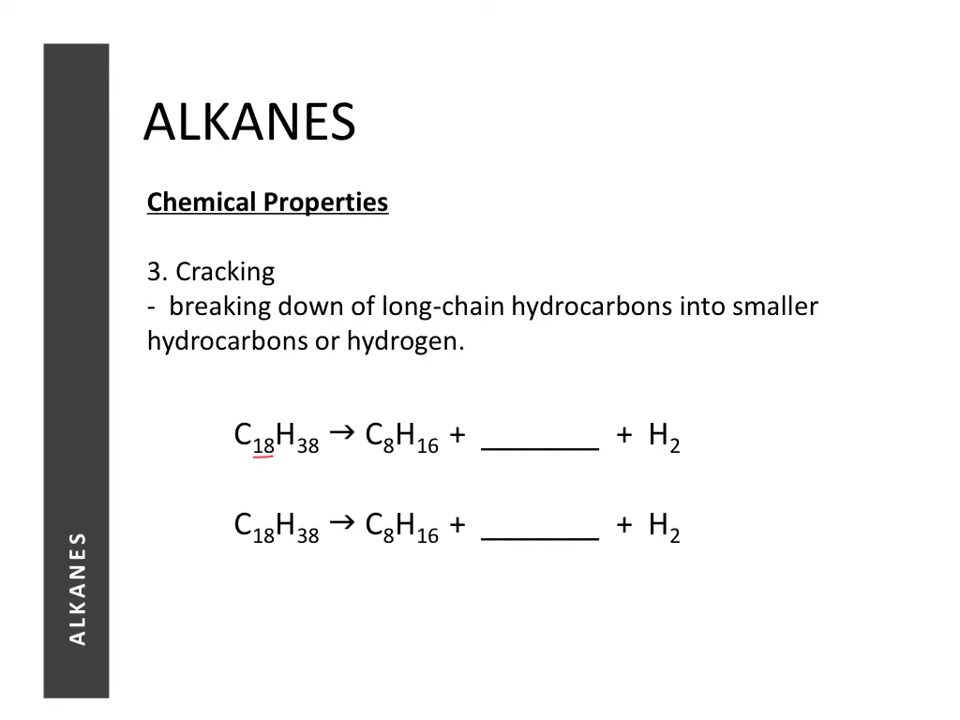 ALKANES
Chemical Properties
3. Cracking
- breaking down of long-chain hydrocarbons into smaller
hydrocarbons or hydrogen.
C₁₈H₃₈ → C₈H₁₆ + ________ + H₂
C₁₈H₃₈ → C₈H₁₆ + ________ + H₂
ALKANES